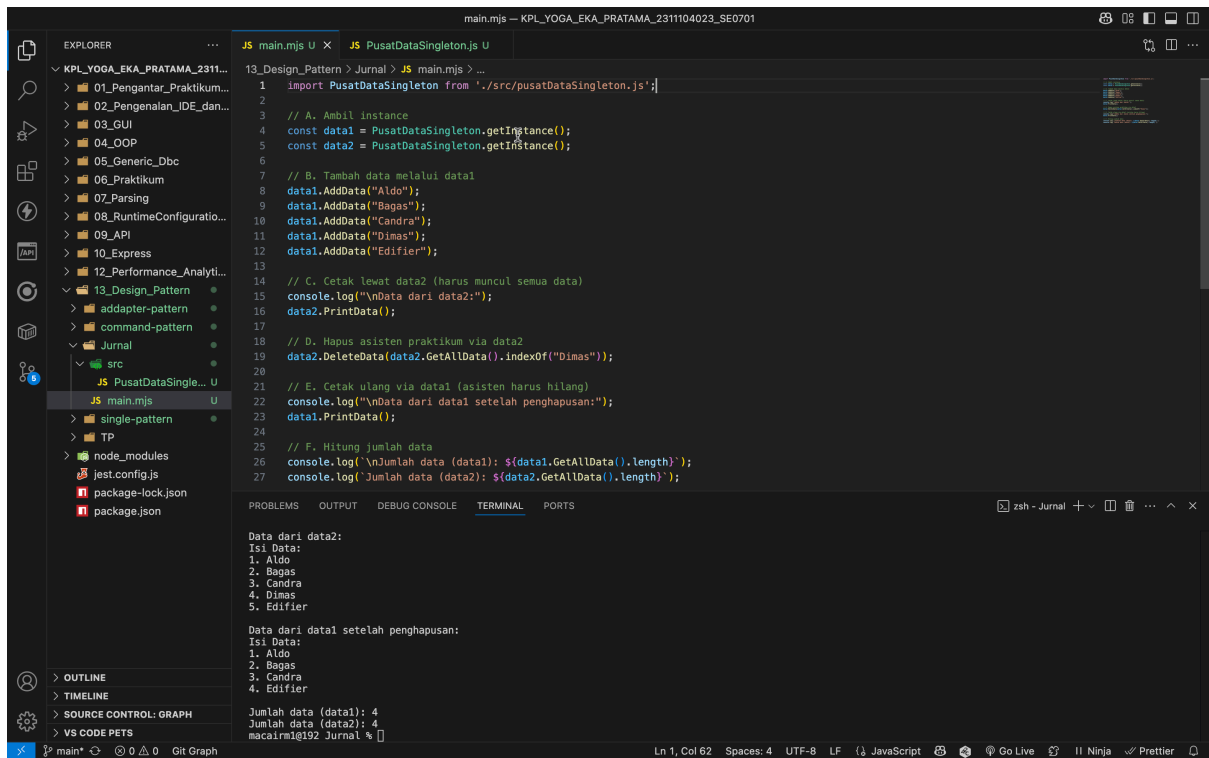 main.mjs — KPL_YOGA_EKA_PRATAMA_2311104023_SE0701
EXPLORER
JS main.mjs U
JS PusatDataSingleton.js U
KPL_YOGA_EKA_PRATAMA_2311...
01_Pengantar_Praktikum...
02_Pengenalan_IDE_dan...
03_GUI
04_OOP
05_Generic_Dbc
06_Praktikum
07_Parsing
08_RuntimeConfiguratio...
09_API
10_Express
12_Performance_Analyti...
13_Design_Pattern
addapter-pattern
command-pattern
Jurnal
src
JS PusatDataSingle... U
JS main.mjs U
single-pattern
TP
node_modules
jest.config.js
package-lock.json
package.json
OUTLINE
TIMELINE
SOURCE CONTROL: GRAPH
VS CODE PETS
/API
6
13_Design_Pattern > Jurnal > JS main.mjs > ...
1 import PusatDataSingleton from './src/pusatDataSingleton.js';
2
3 // A. Ambil instance
4 const data1 = PusatDataSingleton.getInstance();
5 const data2 = PusatDataSingleton.getInstance();
6
7 // B. Tambah data melalui data1
8 data1.AddData("Aldo");
9 data1.AddData("Bagas");
10 data1.AddData("Candra");
11 data1.AddData("Dimas");
12 data1.AddData("Edifier");
13
14 // C. Cetak lewat data2 (harus muncul semua data)
15 console.log("\nData dari data2:");
16 data2.PrintData();
17
18 // D. Hapus asisten praktikum via data2
19 data2.DeleteData(data2.GetAllData().indexOf("Dimas"));
20
21 // E. Cetak ulang via data1 (asisten harus hilang)
22 console.log("\nData dari data1 setelah penghapusan:");
23 data1.PrintData();
24
25 // F. Hitung jumlah data
26 console.log(`\nJumlah data (data1): ${data1.GetAllData().length}`);
27 console.log(`Jumlah data (data2): ${data2.GetAllData().length}`);
PROBLEMS OUTPUT DEBUG CONSOLE TERMINAL PORTS
zsh - Jurnal
Data dari data2:
Isi Data:
1. Aldo
2. Bagas
3. Candra
4. Dimas
5. Edifier
Data dari data1 setelah penghapusan:
Isi Data:
1. Aldo
2. Bagas
3. Candra
4. Edifier
Jumlah data (data1): 4
Jumlah data (data2): 4
macairm1@192 Jurnal %
main* 0 0 Git Graph
Ln 1, Col 62 Spaces: 4 UTF-8 LF JavaScript Go Live Ninja Prettier